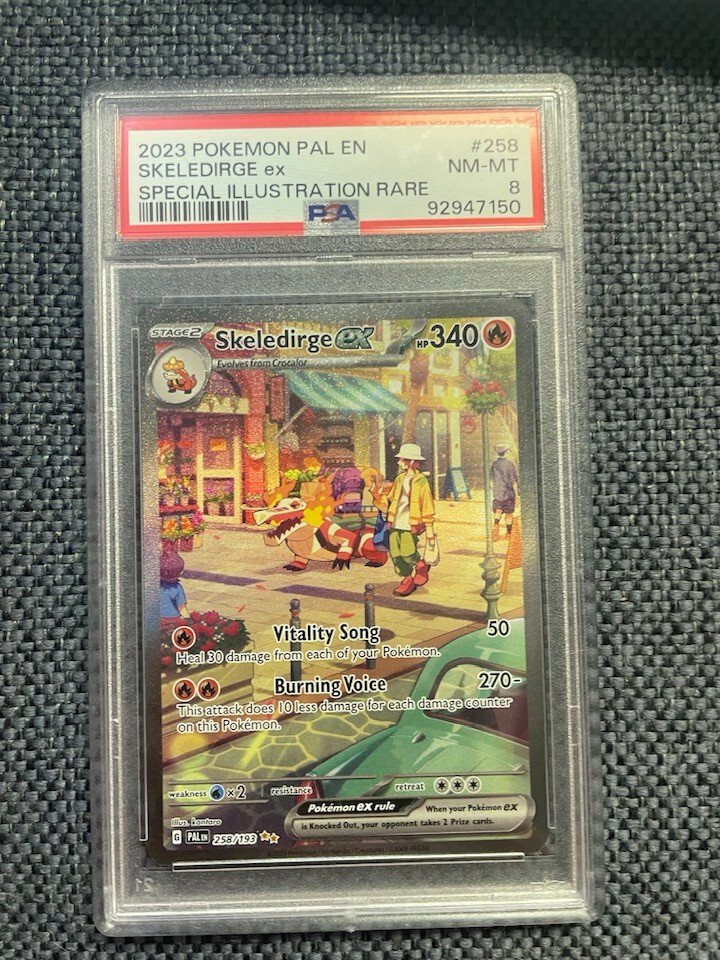 2023 POKEMON PAL EN #258
SKELEDIRGE ex NM-MT
SPECIAL ILLUSTRATION RARE 8
PSA 92947150
STAGE2 Skeledirge ex HP 340
Evolves from Crocalor
Vitality Song 50
Heal 30 damage from each of your Pokémon.
Burning Voice 270-
This attack does 10 less damage for each damage counter
on this Pokémon.
weakness ×2 resistance retreat
Pokémon ex rule When your Pokémon ex
is Knocked Out, your opponent takes 2 Prize cards.
Illus. kantaro
G PAL EN 258/193